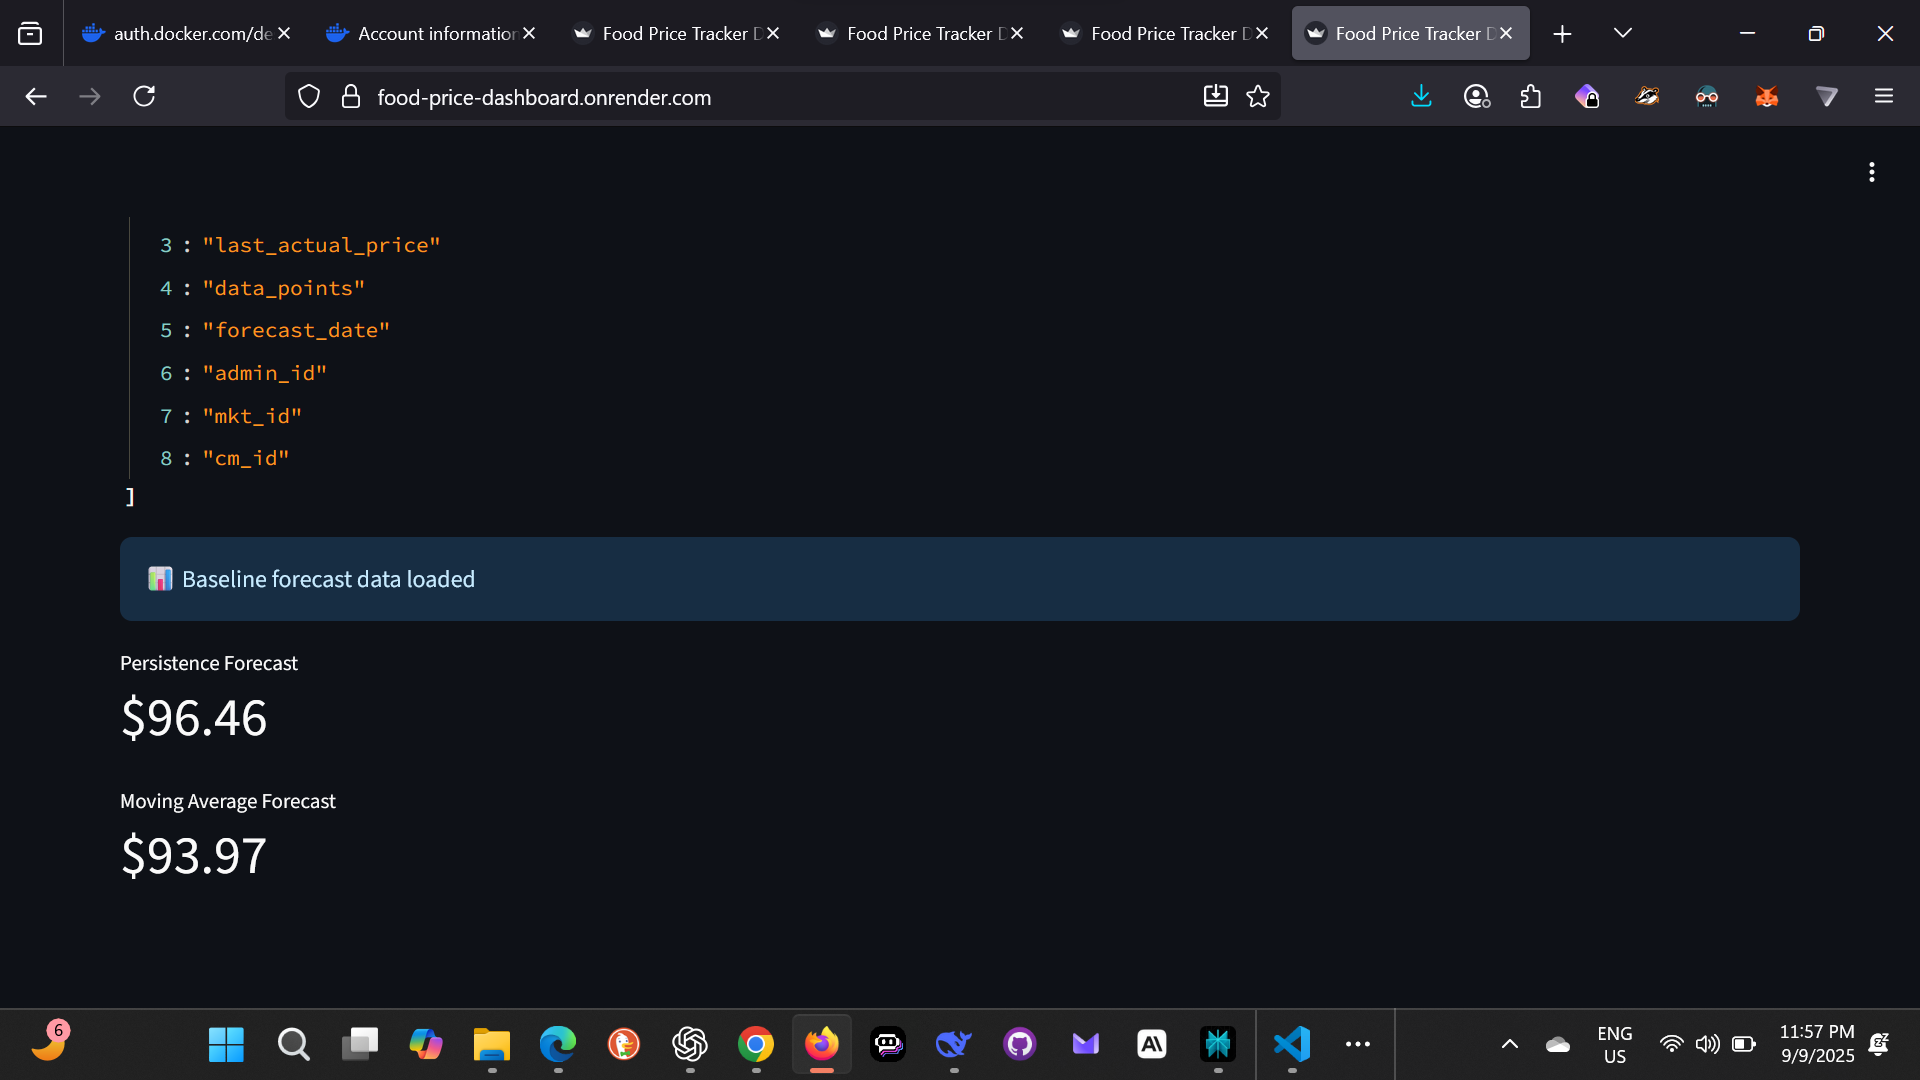 auth.docker.com/de
Account information
Food Price Tracker D
Food Price Tracker D
Food Price Tracker D
Food Price Tracker D
food-price-dashboard.onrender.com
3 : "last_actual_price"
4 : "data_points"
5 : "forecast_date"
6 : "admin_id"
7 : "mkt_id"
8 : "cm_id"
]
📊 Baseline forecast data loaded
Persistence Forecast
$96.46
Moving Average Forecast
$93.97
6
ENG
US
11:57 PM
9/9/2025